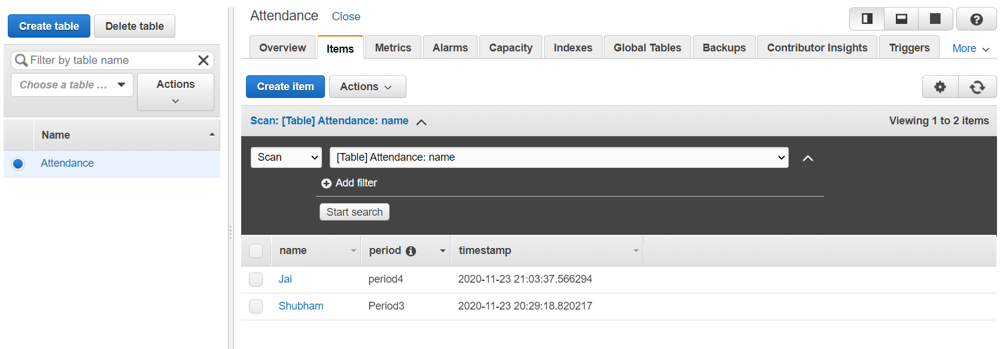 Create table
Delete table
Filter by table name
Choose a table ...
Actions
Name
Attendance
Attendance Close
Overview
Items
Metrics
Alarms
Capacity
Indexes
Global Tables
Backups
Contributor Insights
Triggers
More
Create item
Actions
Scan: [Table] Attendance: name
Viewing 1 to 2 items
Scan
[Table] Attendance: name
Add filter
Start search
name period timestamp
Jai period4 2020-11-23 21:03:37.566294
Shubham Period3 2020-11-23 20:29:18.820217